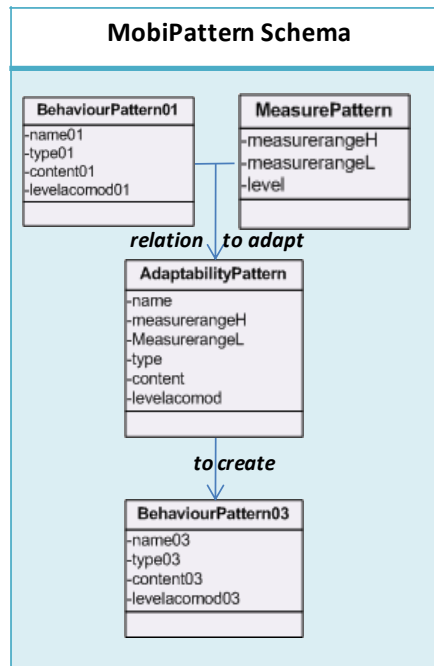 MobiPattern Schema
BehaviourPattern01
-name01
-type01
-content01
-levelacomod01
MeasurePattern
-measurerangeH
-measurerangeL
-level
relation to adapt
AdaptabilityPattern
-name
-measurerangeH
-MeasurerangeL
-type
-content
-levelacomod
to create
BehaviourPattern03
-name03
-type03
-content03
-levelacomod03